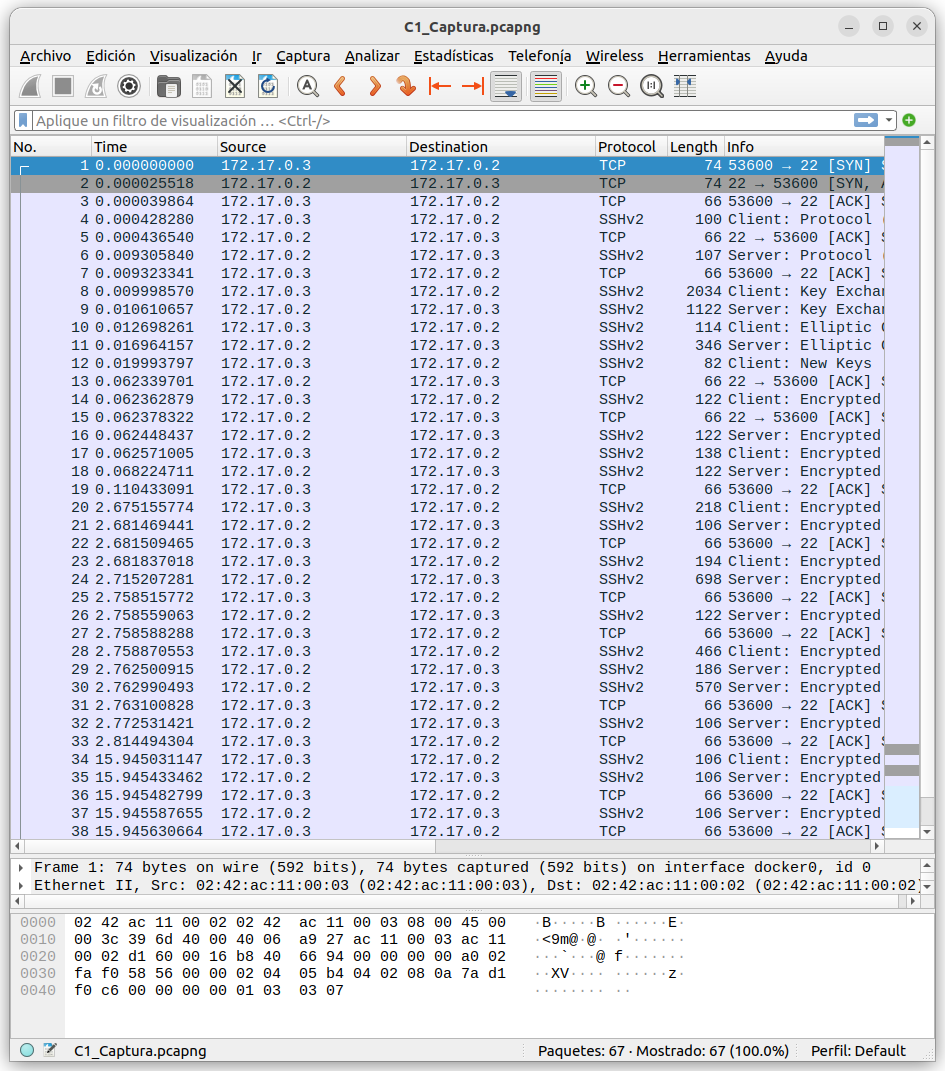 C1_Captura.pcapng
Archivo Edición Visualización Ir Captura Analizar Estadísticas Telefonía Wireless Herramientas Ayuda
Aplique un filtro de visualización … <Ctrl-/>
No. Time Source Destination Protocol Length Info
1 0.000000000 172.17.0.3 172.17.0.2 TCP 74 53600 → 22 [SYN] S
2 0.000025518 172.17.0.2 172.17.0.3 TCP 74 22 → 53600 [SYN, A
3 0.000039864 172.17.0.3 172.17.0.2 TCP 66 53600 → 22 [ACK] S
4 0.000428280 172.17.0.3 172.17.0.2 SSHv2 100 Client: Protocol (
5 0.000436540 172.17.0.2 172.17.0.3 TCP 66 22 → 53600 [ACK] S
6 0.009305840 172.17.0.2 172.17.0.3 SSHv2 107 Server: Protocol (
7 0.009323341 172.17.0.3 172.17.0.2 TCP 66 53600 → 22 [ACK] S
8 0.009998570 172.17.0.3 172.17.0.2 SSHv2 2034 Client: Key Exchan
9 0.010610657 172.17.0.2 172.17.0.3 SSHv2 1122 Server: Key Exchan
10 0.012698261 172.17.0.3 172.17.0.2 SSHv2 114 Client: Elliptic C
11 0.016964157 172.17.0.2 172.17.0.3 SSHv2 346 Server: Elliptic C
12 0.019993797 172.17.0.3 172.17.0.2 SSHv2 82 Client: New Keys
13 0.062339701 172.17.0.2 172.17.0.3 TCP 66 22 → 53600 [ACK] S
14 0.062362879 172.17.0.3 172.17.0.2 SSHv2 122 Client: Encrypted
15 0.062378322 172.17.0.2 172.17.0.3 TCP 66 22 → 53600 [ACK] S
16 0.062448437 172.17.0.2 172.17.0.3 SSHv2 122 Server: Encrypted
17 0.062571005 172.17.0.3 172.17.0.2 SSHv2 138 Client: Encrypted
18 0.068224711 172.17.0.2 172.17.0.3 SSHv2 122 Server: Encrypted
19 0.110433091 172.17.0.3 172.17.0.2 TCP 66 53600 → 22 [ACK] S
20 2.675155774 172.17.0.3 172.17.0.2 SSHv2 218 Client: Encrypted
21 2.681469441 172.17.0.2 172.17.0.3 SSHv2 106 Server: Encrypted
22 2.681509465 172.17.0.3 172.17.0.2 TCP 66 53600 → 22 [ACK] S
23 2.681837018 172.17.0.3 172.17.0.2 SSHv2 194 Client: Encrypted
24 2.715207281 172.17.0.2 172.17.0.3 SSHv2 698 Server: Encrypted
25 2.758515772 172.17.0.3 172.17.0.2 TCP 66 53600 → 22 [ACK] S
26 2.758559063 172.17.0.2 172.17.0.3 SSHv2 122 Server: Encrypted
27 2.758588288 172.17.0.3 172.17.0.2 TCP 66 53600 → 22 [ACK] S
28 2.758870553 172.17.0.3 172.17.0.2 SSHv2 466 Client: Encrypted
29 2.762500915 172.17.0.2 172.17.0.3 SSHv2 186 Server: Encrypted
30 2.762990493 172.17.0.2 172.17.0.3 SSHv2 570 Server: Encrypted
31 2.763100828 172.17.0.3 172.17.0.2 TCP 66 53600 → 22 [ACK] S
32 2.772531421 172.17.0.2 172.17.0.3 SSHv2 106 Server: Encrypted
33 2.814494304 172.17.0.3 172.17.0.2 TCP 66 53600 → 22 [ACK] S
34 15.945031147 172.17.0.3 172.17.0.2 SSHv2 106 Client: Encrypted
35 15.945433462 172.17.0.2 172.17.0.3 SSHv2 106 Server: Encrypted
36 15.945482799 172.17.0.3 172.17.0.2 TCP 66 53600 → 22 [ACK] S
37 15.945587655 172.17.0.2 172.17.0.3 SSHv2 106 Server: Encrypted
38 15.945630664 172.17.0.3 172.17.0.2 TCP 66 53600 → 22 [ACK] S
Frame 1: 74 bytes on wire (592 bits), 74 bytes captured (592 bits) on interface docker0, id 0
Ethernet II, Src: 02:42:ac:11:00:03 (02:42:ac:11:00:03), Dst: 02:42:ac:11:00:02 (02:42:ac:11:00:02)
0000 02 42 ac 11 00 02 02 42 ac 11 00 03 08 00 45 00 ·B·····B ······E·
0010 00 3c 39 6d 40 00 40 06 a9 27 ac 11 00 03 ac 11 ·<9m@·@· ·'······
0020 00 02 d1 60 00 16 b8 40 66 94 00 00 00 00 a0 02 ···`···@ f·······
0030 fa f0 58 56 00 00 02 04 05 b4 04 02 08 0a 7a d1 ··XV···· ······z·
0040 f0 c6 00 00 00 00 01 03 03 07 ········ ··
C1_Captura.pcapng Paquetes: 67 · Mostrado: 67 (100.0%) Perfil: Default